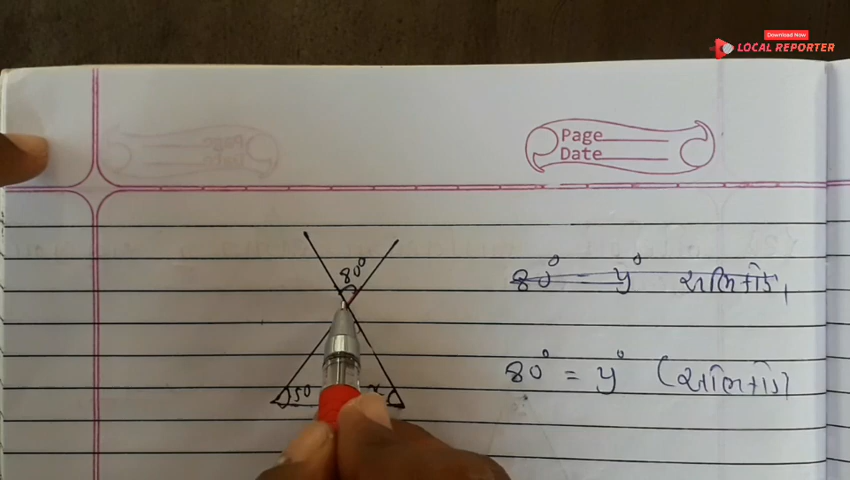 Download Now
LOCAL REPORTER
Page
Date
80°
80° y°
80° = y°
50
x